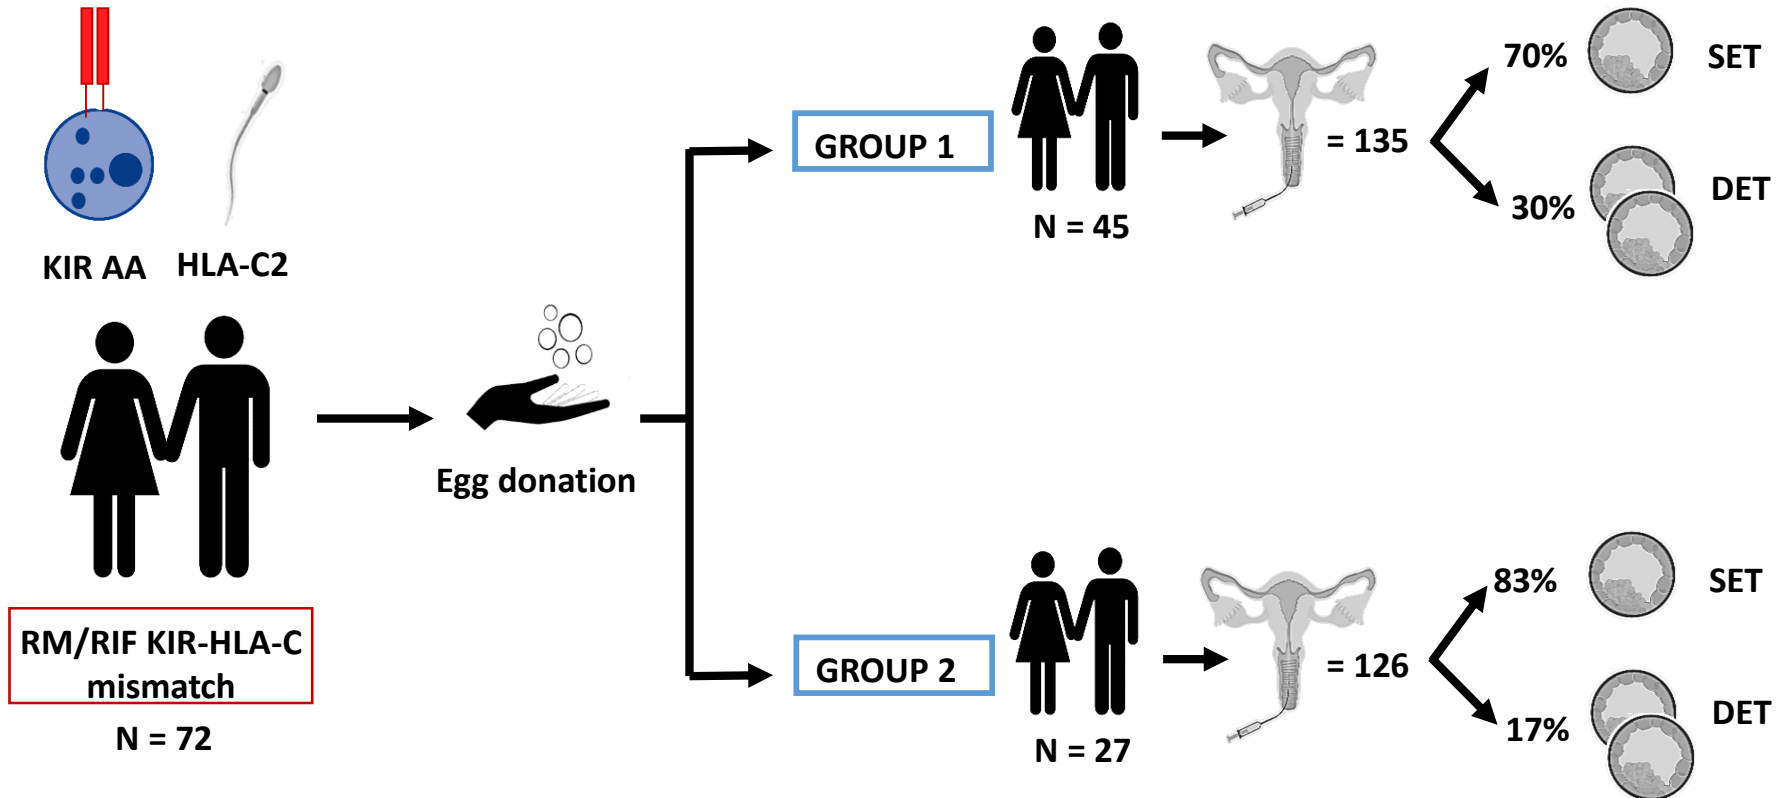 KIR AA
HLA-C2
RM/RIF KIR-HLA-C
mismatch
N = 72
Egg donation
GROUP 1
N = 45
= 135
70%
SET
30%
DET
GROUP 2
N = 27
= 126
83%
SET
17%
DET